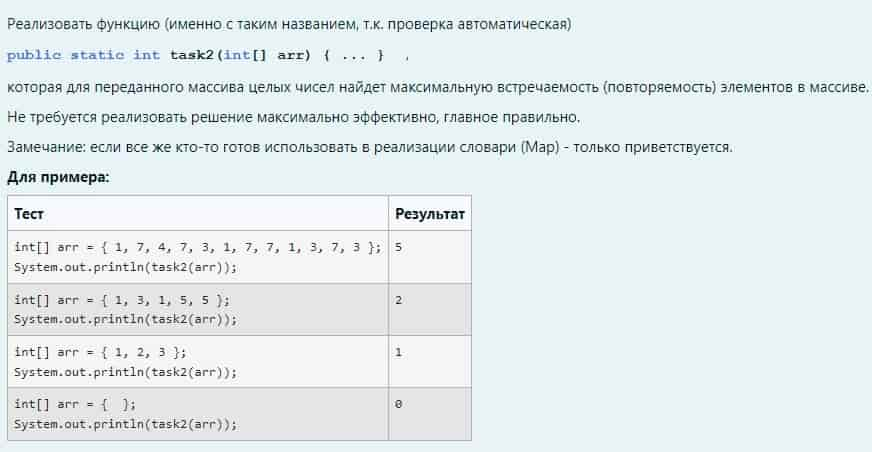 Реализовать функцию (именно с таким названием, т.к. проверка автоматическая)
public static int task2(int[] arr) { ... } ,
которая для переданного массива целых чисел найдет максимальную встречаемость (повторяемость) элементов в массиве.
Не требуется реализовать решение максимально эффективно, главное правильно.
Замечание: если все же кто-то готов использовать в реализации словари (Map) - только приветствуется.
Для примера:
Тест Результат
int[] arr = { 1, 7, 4, 7, 3, 1, 7, 7, 1, 3, 7, 3 }; 5
System.out.println(task2(arr));
int[] arr = { 1, 3, 1, 5, 5 }; 2
System.out.println(task2(arr));
int[] arr = { 1, 2, 3 }; 1
System.out.println(task2(arr));
int[] arr = { }; 0
System.out.println(task2(arr));